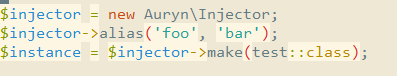 $injector = new Auryn\Injector;
$injector->alias('foo', 'bar');
$instance = $injector->make(test::class);